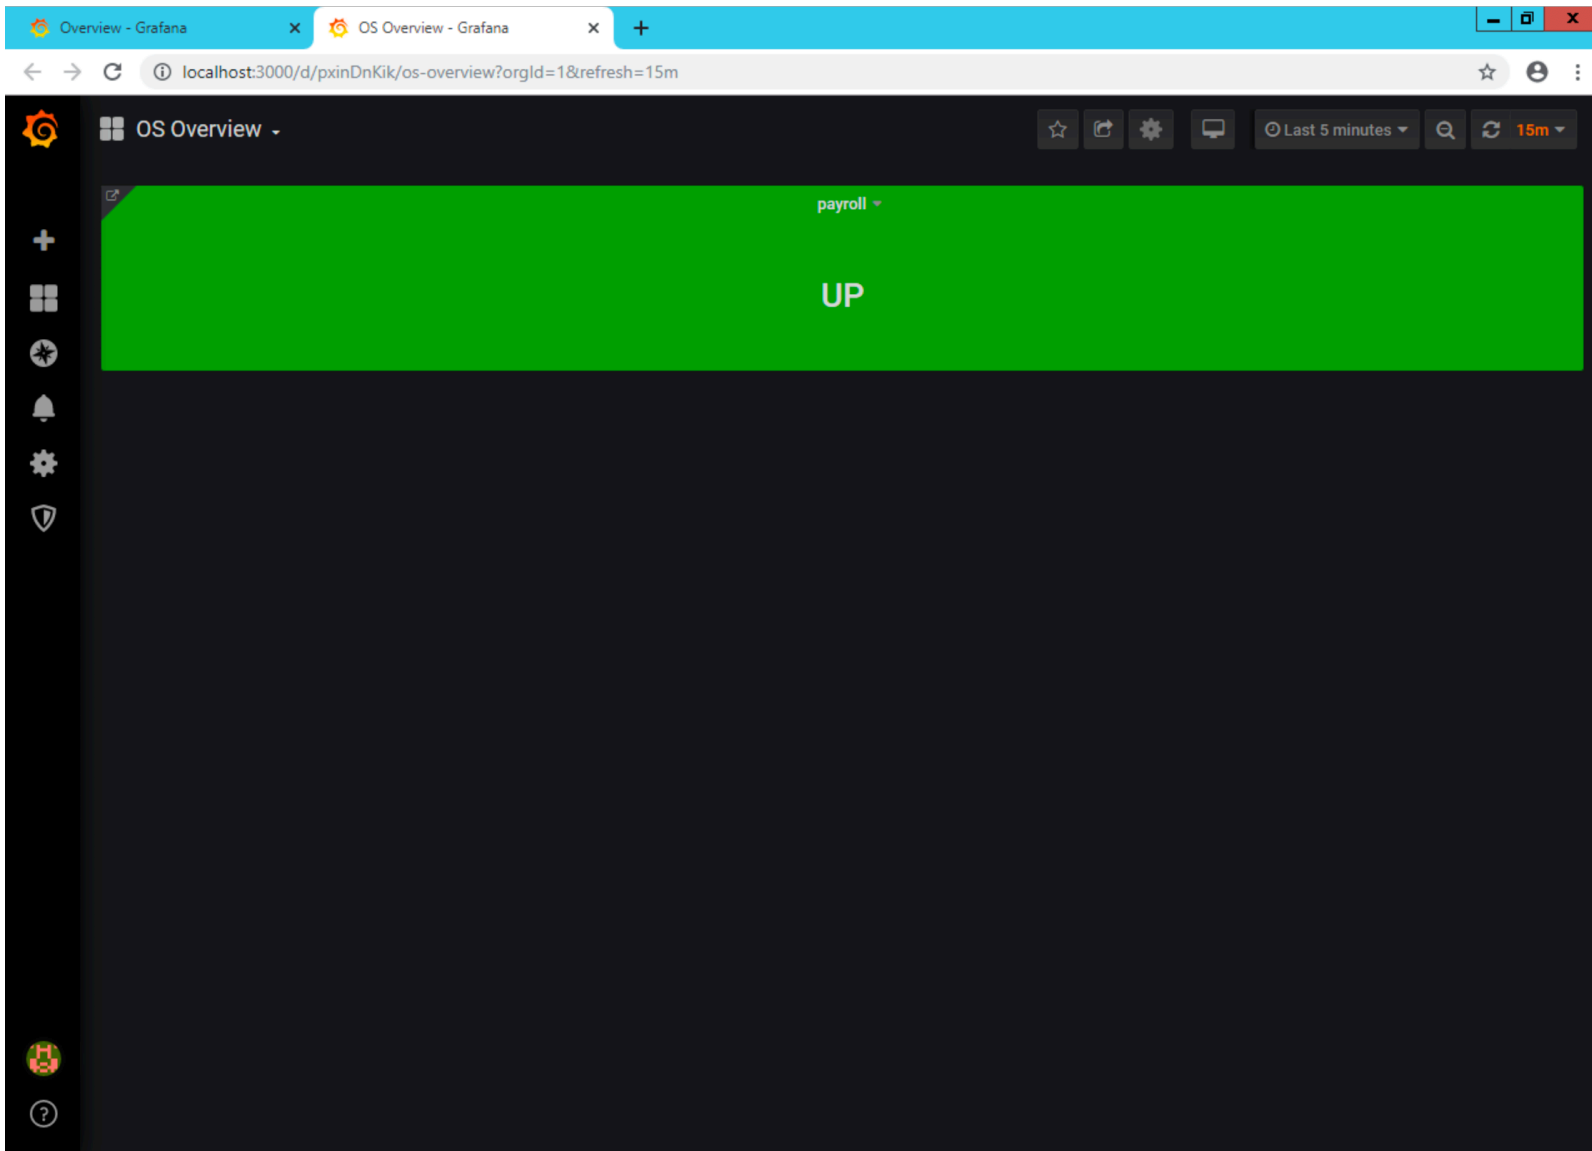 Overview - Grafana
OS Overview - Grafana
localhost:3000/d/pxinDnKik/os-overview?orgId=1&refresh=15m
OS Overview
Last 5 minutes
15m
payroll
UP